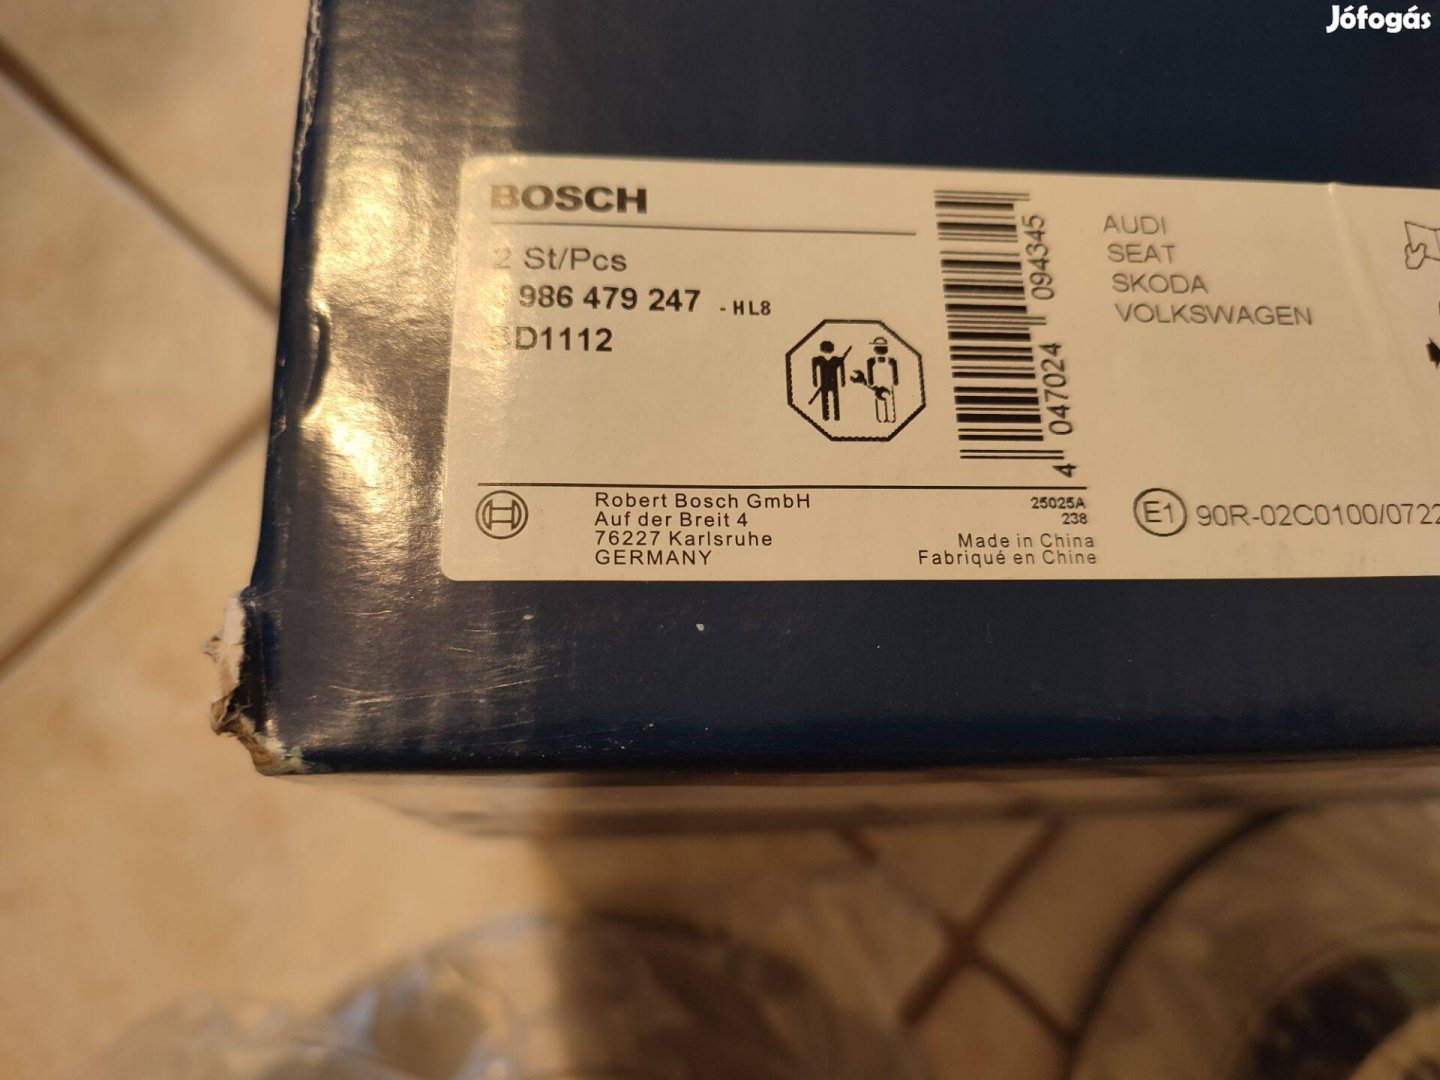 Jófogás
BOSCH
2 St/Pcs
986 479 247 - HL8
D1112
4 047024 094345
AUDI
SEAT
SKODA
VOLKSWAGEN
Robert Bosch GmbH
Auf der Breit 4
76227 Karlsruhe
GERMANY
25025A
238
Made in China
Fabriqué en Chine
E1 90R-02C0100/0722